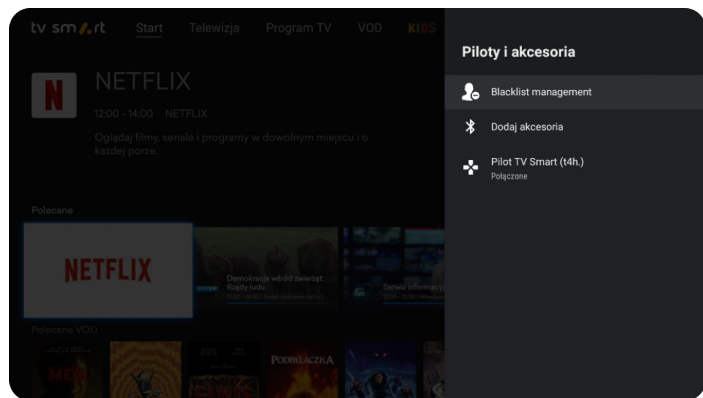 tv smart Start Telewizja Program TV VOD KIDS
NETFLIX
12:00 - 14:00 · NETFLIX
Oglądaj filmy, seriale i programy w dowolnym miejscu i o
każdej porze.
Polecane
NETFLIX
Demokracja wśród zwierząt:
Rządy ludu
Serwis informacyj
Polecane VOD
MEN
PODPALACZKA
Piloty i akcesoria
Blacklist management
Dodaj akcesoria
Pilot TV Smart (t4h.)
Połączone